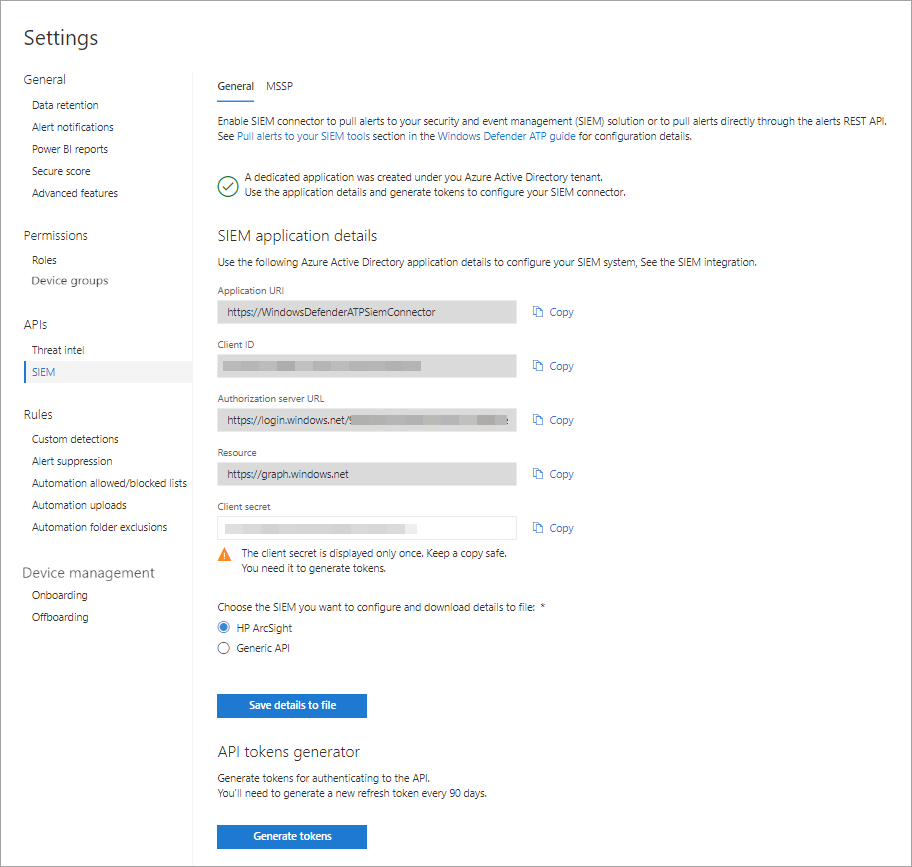 Settings
General
Data retention
Alert notifications
Power BI reports
Secure score
Advanced features
Permissions
Roles
Device groups
APIs
Threat intel
SIEM
Rules
Custom detections
Alert suppression
Automation allowed/blocked lists
Automation uploads
Automation folder exclusions
Device management
Onboarding
Offboarding
General MSSP
Enable SIEM connector to pull alerts to your security and event management (SIEM) solution or to pull alerts directly through the alerts REST API.
See Pull alerts to your SIEM tools section in the Windows Defender ATP guide for configuration details.
A dedicated application was created under you Azure Active Directory tenant.
Use the application details and generate tokens to configure your SIEM connector.
SIEM application details
Use the following Azure Active Directory application details to configure your SIEM system, See the SIEM integration.
Application URI
https://WindowsDefenderATPSiemConnector Copy
Client ID
Copy
Authorization server URL
https://login.windows.net/ Copy
Resource
https://graph.windows.net Copy
Client secret
Copy
The client secret is displayed only once. Keep a copy safe.
You need it to generate tokens.
Choose the SIEM you want to configure and download details to file: *
HP ArcSight
Generic API
Save details to file
API tokens generator
Generate tokens for authenticating to the API.
You'll need to generate a new refresh token every 90 days.
Generate tokens